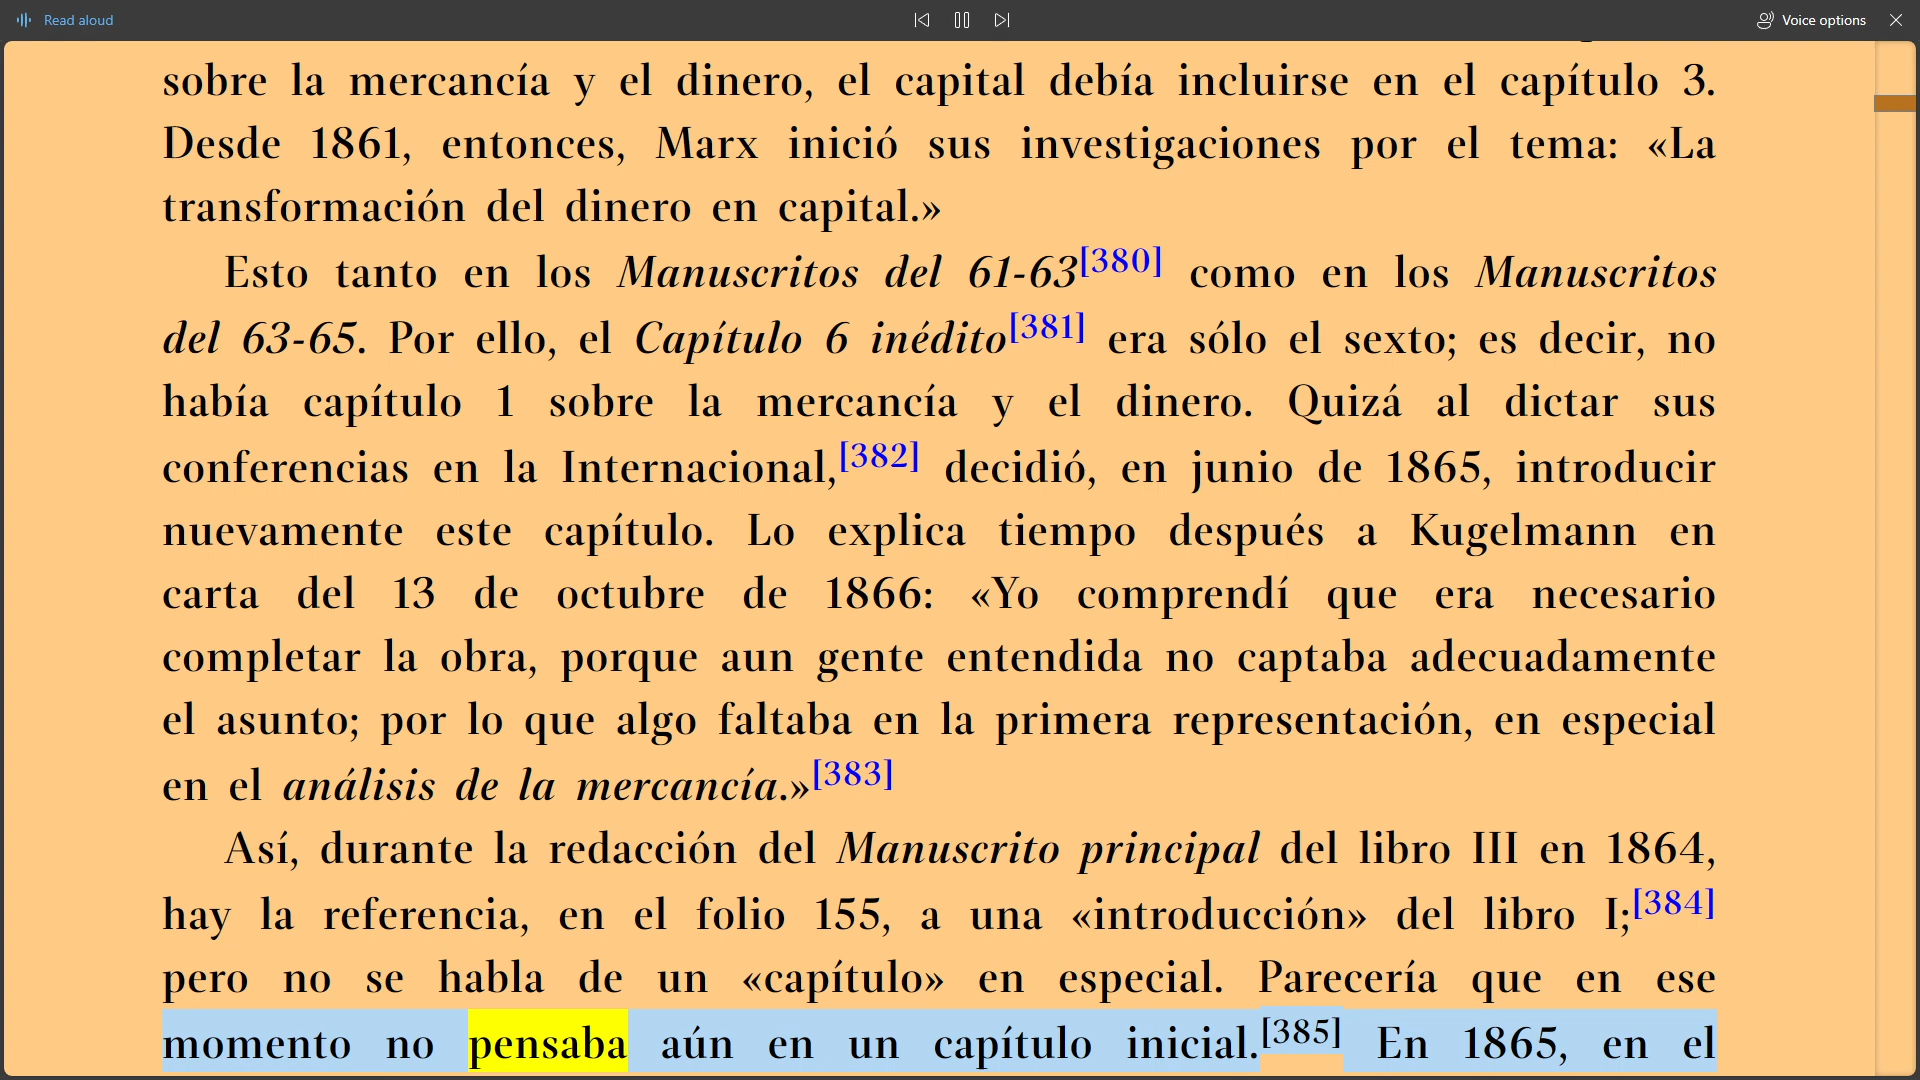 Read aloud
Voice options
sobre la mercancía y el dinero, el capital debía incluirse en el capítulo 3.
Desde 1861, entonces, Marx inició sus investigaciones por el tema: «La
transformación del dinero en capital.»
Esto tanto en los Manuscritos del 61-63[380] como en los Manuscritos
del 63-65. Por ello, el Capítulo 6 inédito[381] era sólo el sexto; es decir, no
había capítulo 1 sobre la mercancía y el dinero. Quizá al dictar sus
conferencias en la Internacional,[382] decidió, en junio de 1865, introducir
nuevamente este capítulo. Lo explica tiempo después a Kugelmann en
carta del 13 de octubre de 1866: «Yo comprendí que era necesario
completar la obra, porque aun gente entendida no captaba adecuadamente
el asunto; por lo que algo faltaba en la primera representación, en especial
en el análisis de la mercancía.»[383]
Así, durante la redacción del Manuscrito principal del libro III en 1864,
hay la referencia, en el folio 155, a una «introducción» del libro I;[384]
pero no se habla de un «capítulo» en especial. Parecería que en ese
momento no pensaba aún en un capítulo inicial.[385] En 1865, en el